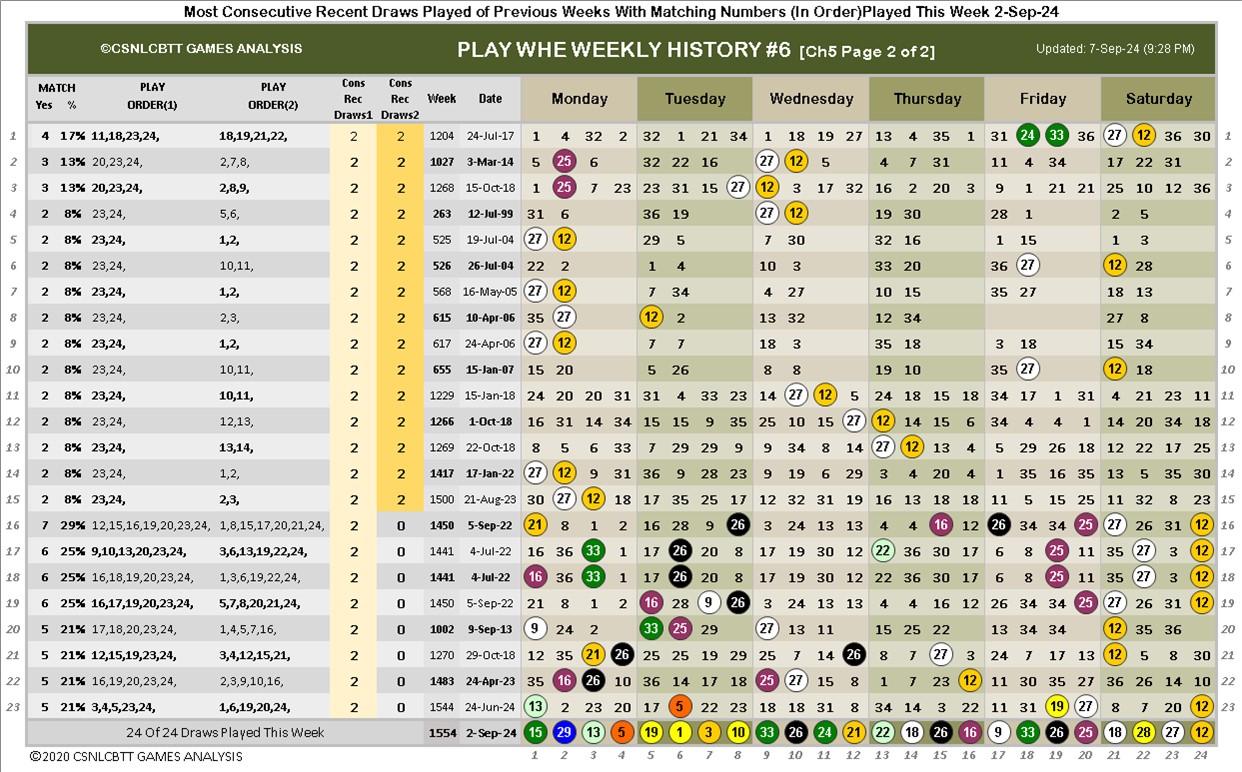 Most Consecutive Recent Draws Played of Previous Weeks With Matching Numbers (In Order)Played This Week 2-Sep-24
©CSNLCBTT GAMES ANALYSIS PLAY WHE WEEKLY HISTORY #6 [Ch5 Page 2 of 2] Updated: 7-Sep-24 (9:28 PM)
MATCH Yes % PLAY ORDER(1) PLAY ORDER(2) Cons Rec Draws1 Cons Rec Draws2 Week Date Monday Tuesday Wednesday Thursday Friday Saturday
1 4 17% 11,18,23,24, 18,19,21,22, 2 2 1204 24-Jul-17 1 4 32 2 32 1 21 34 1 18 19 27 13 4 35 1 31 24 33 36 27 12 36 30 1
2 3 13% 20,23,24, 2,7,8, 2 2 1027 3-Mar-14 5 25 6 32 22 16 27 12 5 4 7 31 11 4 34 17 22 31 2
3 3 13% 20,23,24, 2,8,9, 2 2 1268 15-Oct-18 1 25 7 23 23 31 15 27 12 3 17 32 16 2 20 3 9 1 21 21 25 10 12 36 3
4 2 8% 23,24, 5,6, 2 2 263 12-Jul-99 31 6 36 19 27 12 19 30 28 1 2 5 4
5 2 8% 23,24, 1,2, 2 2 525 19-Jul-04 27 12 29 5 7 30 32 16 1 15 1 3 5
6 2 8% 23,24, 10,11, 2 2 526 26-Jul-04 22 2 1 4 10 3 33 20 36 27 12 28 6
7 2 8% 23,24, 1,2, 2 2 568 16-May-05 27 12 7 34 4 27 10 15 35 27 18 13 7
8 2 8% 23,24, 2,3, 2 2 615 10-Apr-06 35 27 12 2 13 32 12 34 27 8 8
9 2 8% 23,24, 1,2, 2 2 617 24-Apr-06 27 12 7 7 18 3 35 18 3 18 15 34 9
10 2 8% 23,24, 10,11, 2 2 655 15-Jan-07 15 20 5 26 8 8 19 10 35 27 12 18 10
11 2 8% 23,24, 10,11, 2 2 1229 15-Jan-18 24 20 20 31 31 4 33 23 14 27 12 5 24 18 15 18 34 17 1 31 4 21 23 11 11
12 2 8% 23,24, 12,13, 2 2 1266 1-Oct-18 16 31 14 34 15 15 9 35 25 10 15 27 12 14 15 6 34 4 4 1 14 20 34 12 12
13 2 8% 23,24, 13,14, 2 2 1269 22-Oct-18 8 5 6 33 7 29 29 9 9 34 8 14 27 12 13 4 5 29 26 18 12 22 17 25 13
14 2 8% 23,24, 1,2, 2 2 1417 17-Jan-22 27 12 9 31 36 9 28 23 9 19 6 29 3 4 20 4 1 35 16 35 13 5 35 30 14
15 2 8% 23,24, 2,3, 2 2 1500 21-Aug-23 30 27 12 18 17 35 25 17 12 32 31 19 16 13 18 18 11 5 15 25 11 32 8 23 15
16 7 29% 12,15,16,19,20,23,24, 1,8,15,17,20,21,24, 2 0 1450 5-Sep-22 21 8 1 2 16 28 9 26 3 24 13 13 4 4 16 12 26 34 34 20 27 26 31 12 16
17 6 25% 9,10,13,20,23,24, 3,6,13,19,22,24, 2 0 1441 4-Jul-22 16 36 33 1 17 26 20 8 17 19 30 12 22 36 30 17 6 8 25 11 35 27 3 12 17
18 6 25% 16,18,19,20,23,24, 1,3,6,19,22,24, 2 0 1441 4-Jul-22 16 36 33 1 17 26 20 8 17 19 30 12 22 36 30 17 6 8 25 11 35 27 3 12 18
19 6 25% 16,17,19,20,23,24, 5,7,8,20,21,24, 2 0 1450 5-Sep-22 21 8 1 2 16 28 9 26 3 24 13 13 4 4 16 12 26 34 34 20 27 26 31 12 19
20 5 21% 17,18,20,23,24, 1,4,5,7,16, 2 0 1002 9-Sep-13 9 24 2 33 25 29 27 13 11 15 25 22 13 34 34 12 35 36 20
21 5 21% 12,15,19,23,24, 3,4,12,15,21, 2 0 1270 29-Oct-18 12 35 21 26 25 25 19 29 25 7 14 26 8 7 27 3 24 7 17 13 12 5 8 30 21
22 5 21% 16,19,20,23,24, 2,3,9,10,16, 2 0 1483 24-Apr-23 35 16 26 10 36 14 17 18 25 27 15 8 1 7 23 12 11 30 35 27 36 26 14 10 22
23 5 21% 3,4,5,23,24, 1,6,19,20,24, 2 0 1544 24-Jun-24 13 2 23 20 17 5 22 23 18 18 31 8 34 14 3 22 11 31 19 27 8 7 20 12 23
24 Of 24 Draws Played This Week 1554 2-Sep-24 15 29 13 5 19 1 3 10 33 26 24 21 22 18 26 16 9 33 26 25 18 28 27 12
©2020 CSNLCBTT GAMES ANALYSIS 1 2 3 4 5 6 7 8 9 10 11 12 13 14 15 16 17 18 19 20 21 22 23 24